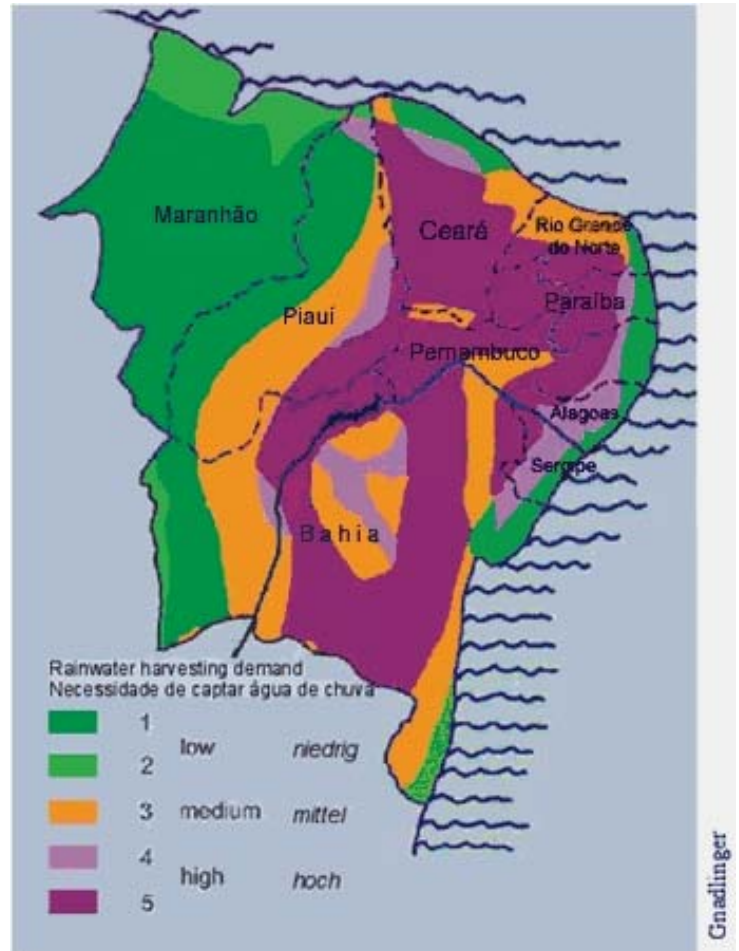 Maranhão
Ceará
Rio Grande
do Norte
Piauí
Paraíba
Pernambuco
Alagoas
Sergipe
Bahia
Rainwater harvesting demand
Necessidade de captar água de chuva
1
low niedrig
2
3 medium mittel
4
high hoch
5
Gnadlinger